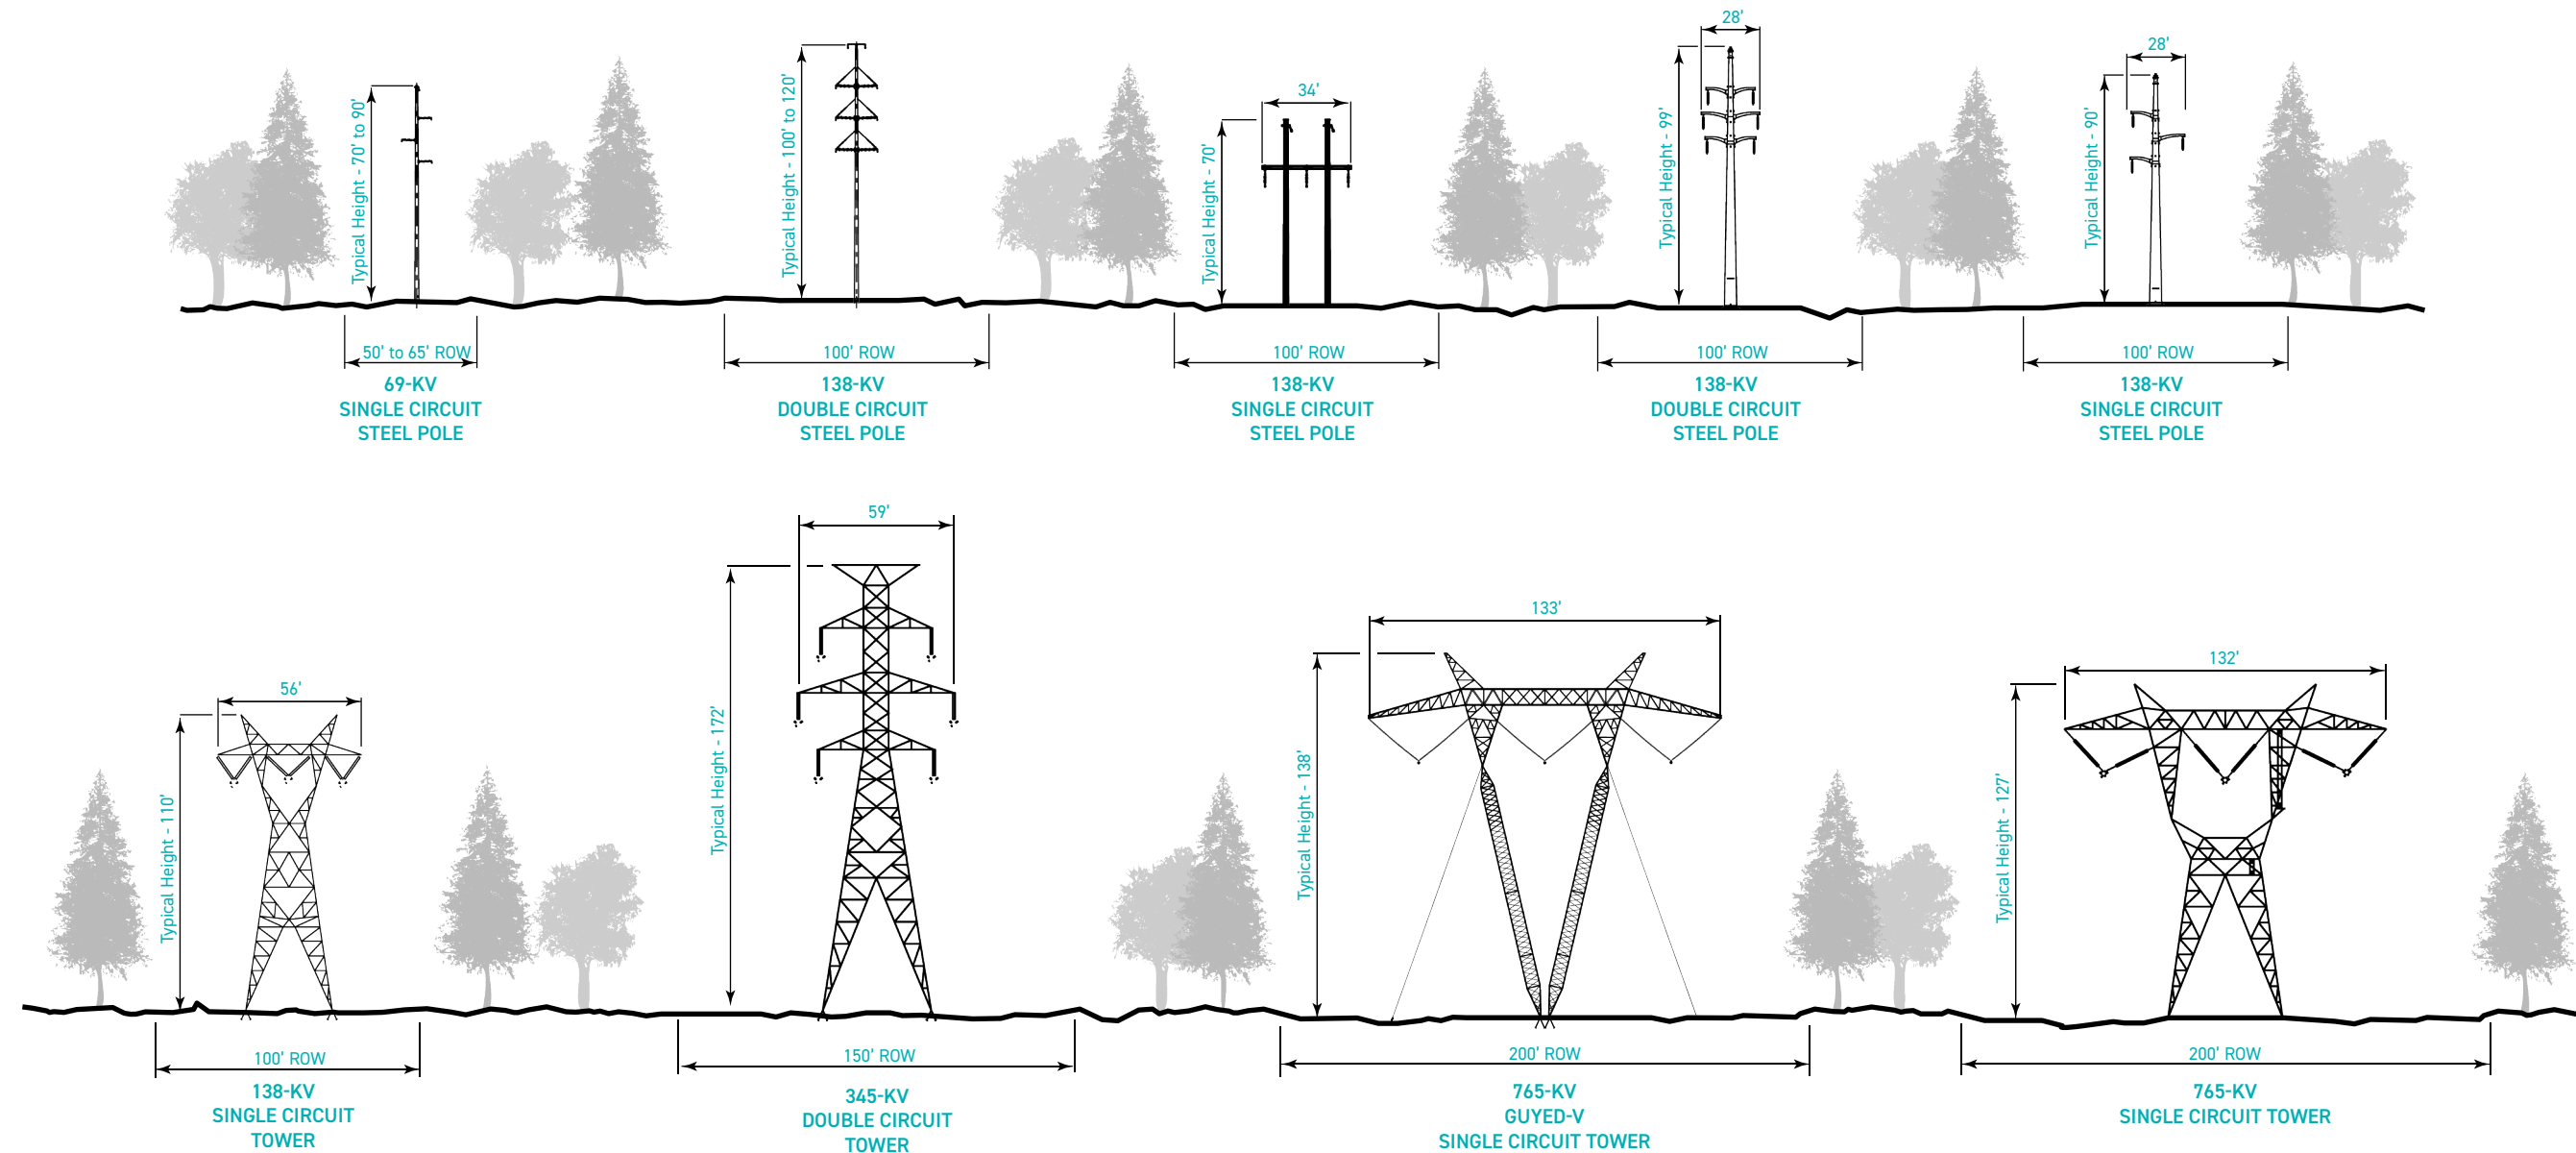 Typical Height - 70' to 90'
50' to 65' ROW
69-KV
SINGLE CIRCUIT
STEEL POLE
Typical Height - 100' to 120'
100' ROW
138-KV
DOUBLE CIRCUIT
STEEL POLE
34'
Typical Height - 70'
100' ROW
138-KV
SINGLE CIRCUIT
STEEL POLE
28'
Typical Height - 99'
100' ROW
138-KV
DOUBLE CIRCUIT
STEEL POLE
28'
Typical Height - 90'
100' ROW
138-KV
SINGLE CIRCUIT
STEEL POLE
56'
Typical Height - 110'
100' ROW
138-KV
SINGLE CIRCUIT
TOWER
59'
Typical Height - 172'
150' ROW
345-KV
DOUBLE CIRCUIT
TOWER
133'
Typical Height - 138'
200' ROW
765-KV
GUYED-V
SINGLE CIRCUIT TOWER
132'
Typical Height - 127'
200' ROW
765-KV
SINGLE CIRCUIT TOWER